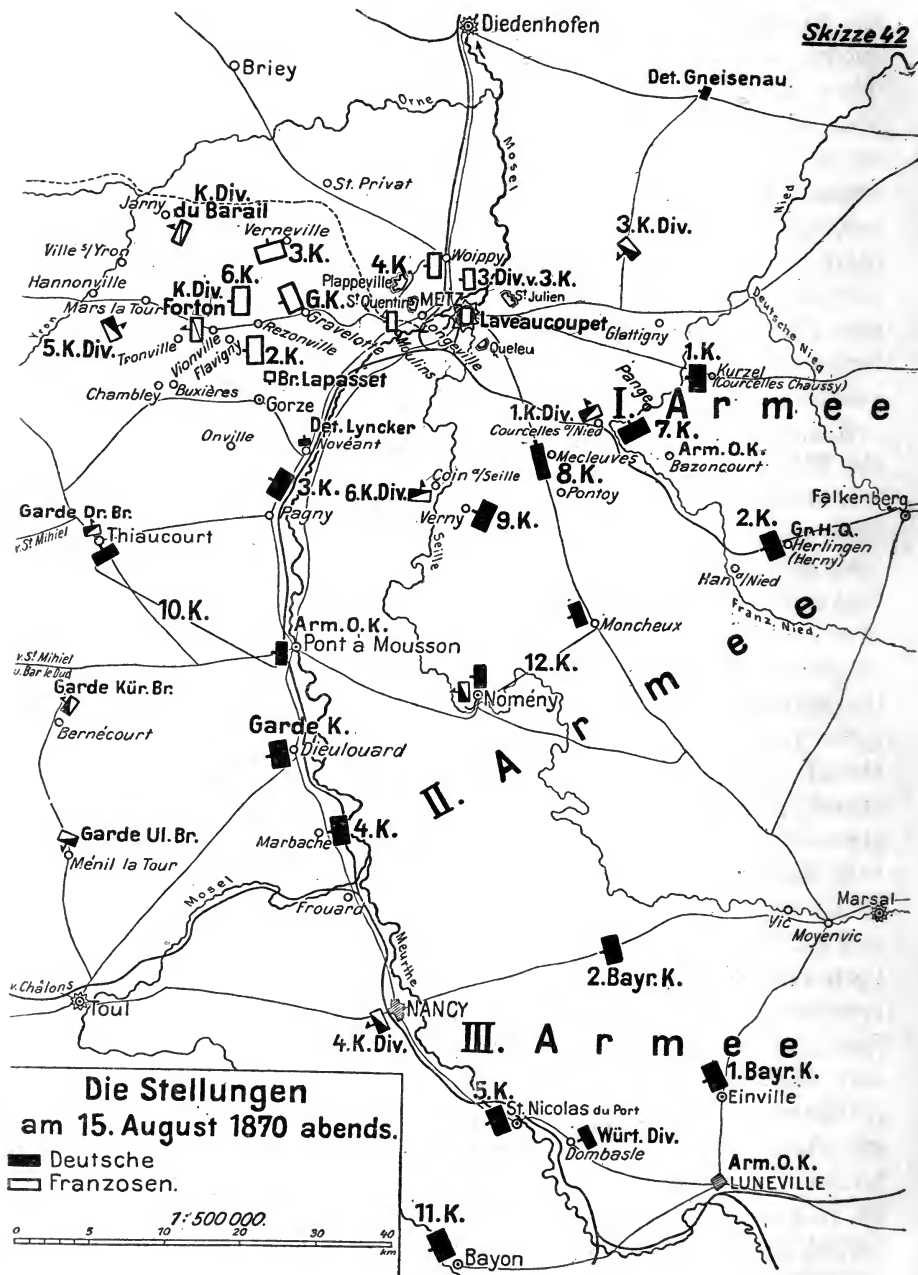 Skizze 42
Diedenhofen
Briey
Det. Gneisenau
Orne
Mosel
Nied
St. Privat
K. Div.
du Barail
Jarny
Verneville
3. K.
3. K. Div.
Ville s/Yron
Woippy
4. K.
Plappeville
3. Div. v. 3. K.
St. Julien
Hannonville
6. K.
K. Div.
Forton
G. K.
St Quentin
METZ
Mars la Tour
Gravelotte
Laveaucoupet
Glattigny
Deutsche Nied
Yron
5. K. Div.
Tronville
Vionville
Flavigny
Rezonville
2. K.
Moulins
Longeville
Queleu
1. K.
Kurzel
(Courcelles Chaussy)
Br. Lapasset
Chambley
Buxières
Gorze
Pange
I. Armee
1. K. Div.
Courcelles a/Nied
7. K.
Onville
Det. Lyncker
Novéant
Mecleuves
Arm. O. K.
Bazoncourt
8. K.
Coin a/Seille
3. K.
6. K. Div.
Pontoy
Falkenberg
Garde Dr. Br.
Pagny
Verny
9. K.
2. K.
Gr. H. Q.
Herlingen
(Herny)
v. St Mihiel
Thiaucourt
Seille
Han a/Nied
Franz. Nied
10. K.
Arm. O. K.
Pont à Mousson
Moncheux
v. St Mihiel
u. Bar le Dud
12. K.
Nomény
Garde Kür. Br.
Bernécourt
Garde K.
Dieulouard
II. Armee
Garde Ul. Br.
Ménil la Tour
Marbache
4. K.
Mosel
Frouard
Vic
Marsal
Moyenvic
Meurthe
v. Châlons
Toul
2. Bayr. K.
NANCY
4. K. Div.
III. Armee
1. Bayr. K.
Einville
5. K.
St. Nicolas du Port
Würt. Div.
Dombasle
Arm. O. K.
LUNEVILLE
11. K.
Bayon
Die Stellungen
am 15. August 1870 abends.
Deutsche
Franzosen.
1:500 000.
0 5 10 20 30 40
km